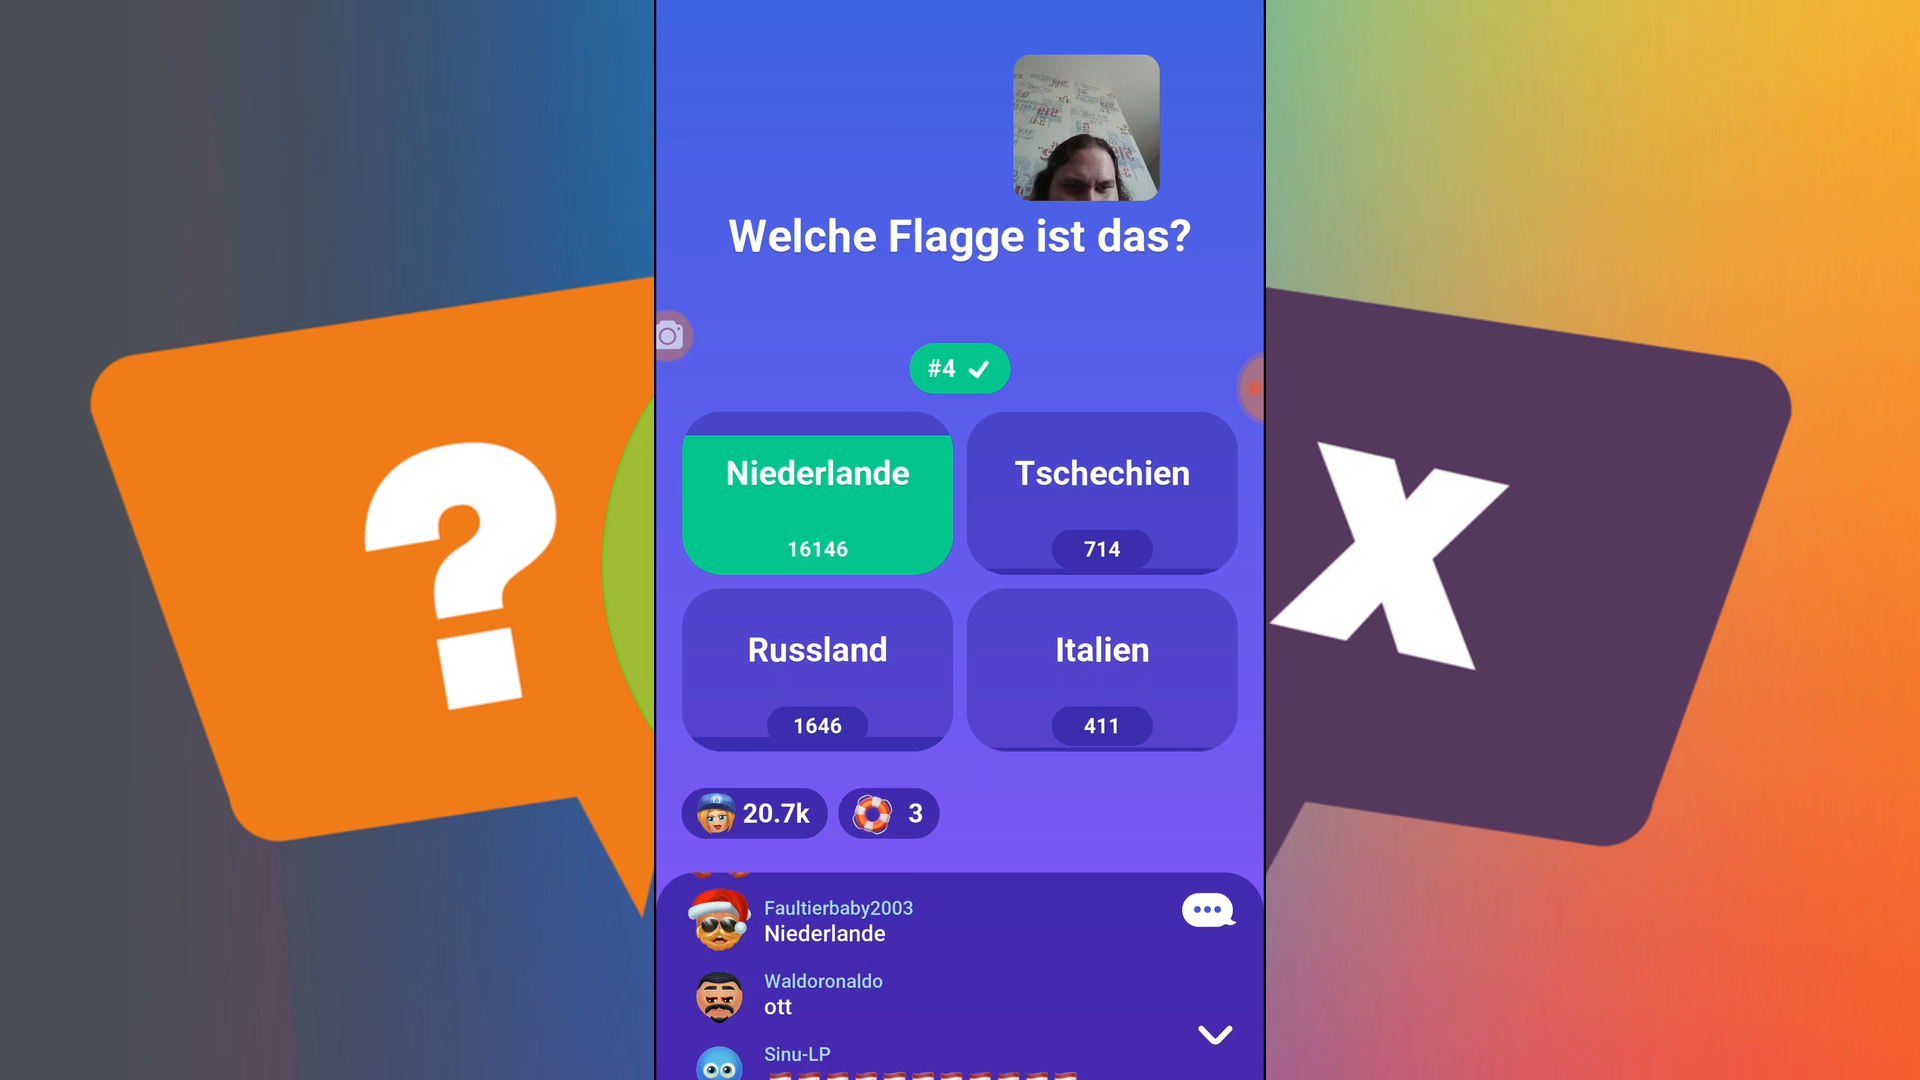 Welche Flagge ist das?
#4
Niederlande
16146
Tschechien
714
Russland
1646
Italien
411
20.7k
3
Faultierbaby2003
Niederlande
Waldoronaldo
ott
Sinu-LP
?
X